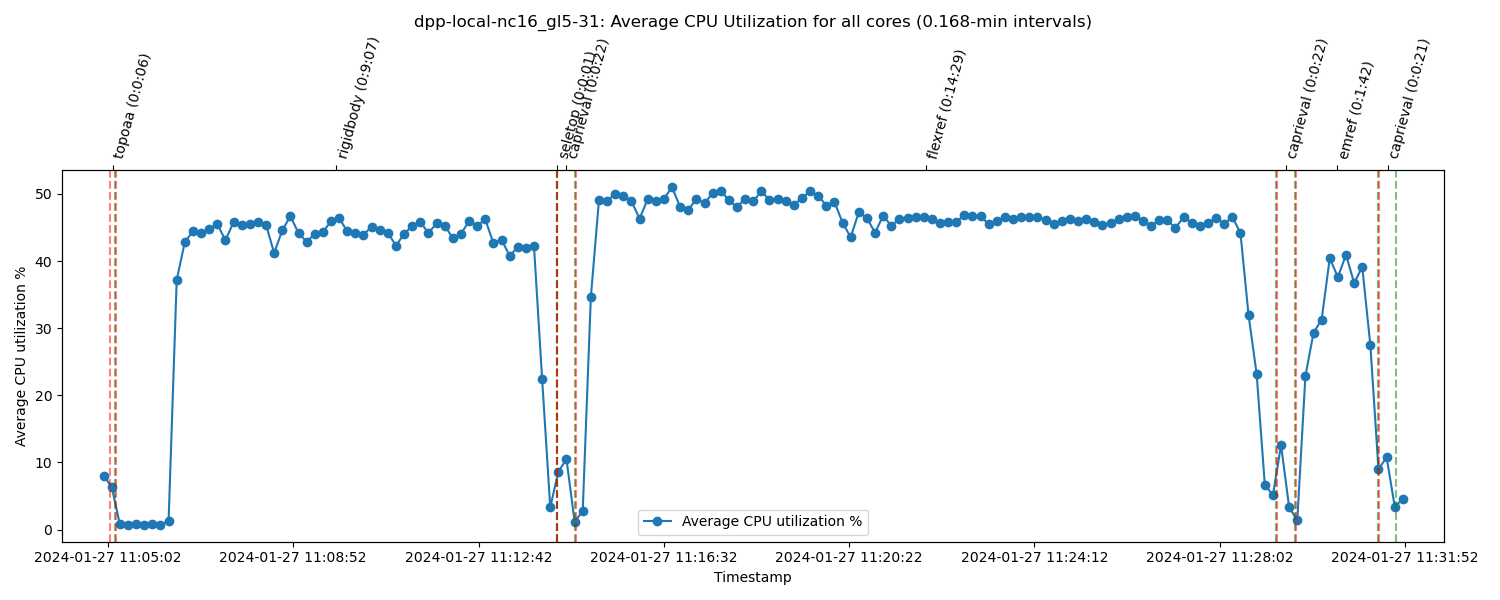 dpp-local-nc16_gl5-31: Average CPU Utilization for all cores (0.168-min intervals)
topoaa (0:0:06)
rigidbody (0:9:07)
seletop (0:0:01)
caprieval (0:0:22)
flexref (0:14:29)
caprieval (0:0:22)
emref (0:1:42)
caprieval (0:0:21)
Average CPU utilization %
50
40
30
20
10
0
Average CPU utilization %
2024-01-27 11:05:02
2024-01-27 11:08:52
2024-01-27 11:12:42
2024-01-27 11:16:32
2024-01-27 11:20:22
2024-01-27 11:24:12
2024-01-27 11:28:02
2024-01-27 11:31:52
Timestamp